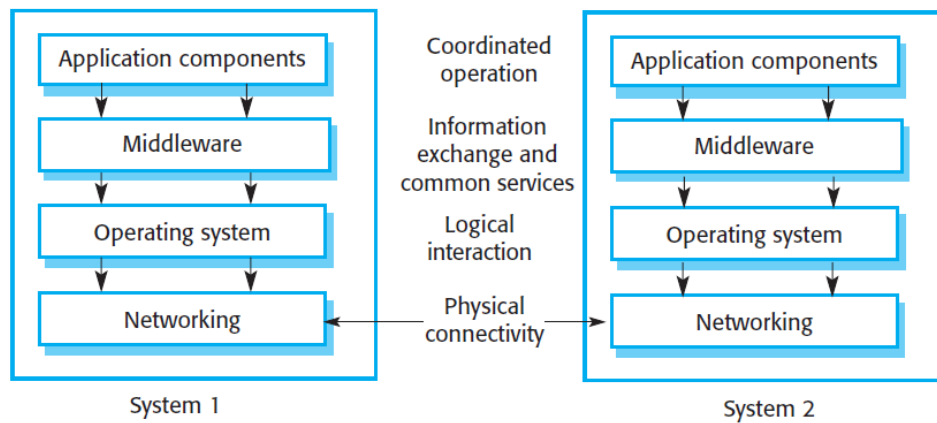 Application components
Middleware
Operating system
Networking
System 1
Coordinated
operation
Information
exchange and
common services
Logical
interaction
Physical
connectivity
Application components
Middleware
Operating system
Networking
System 2